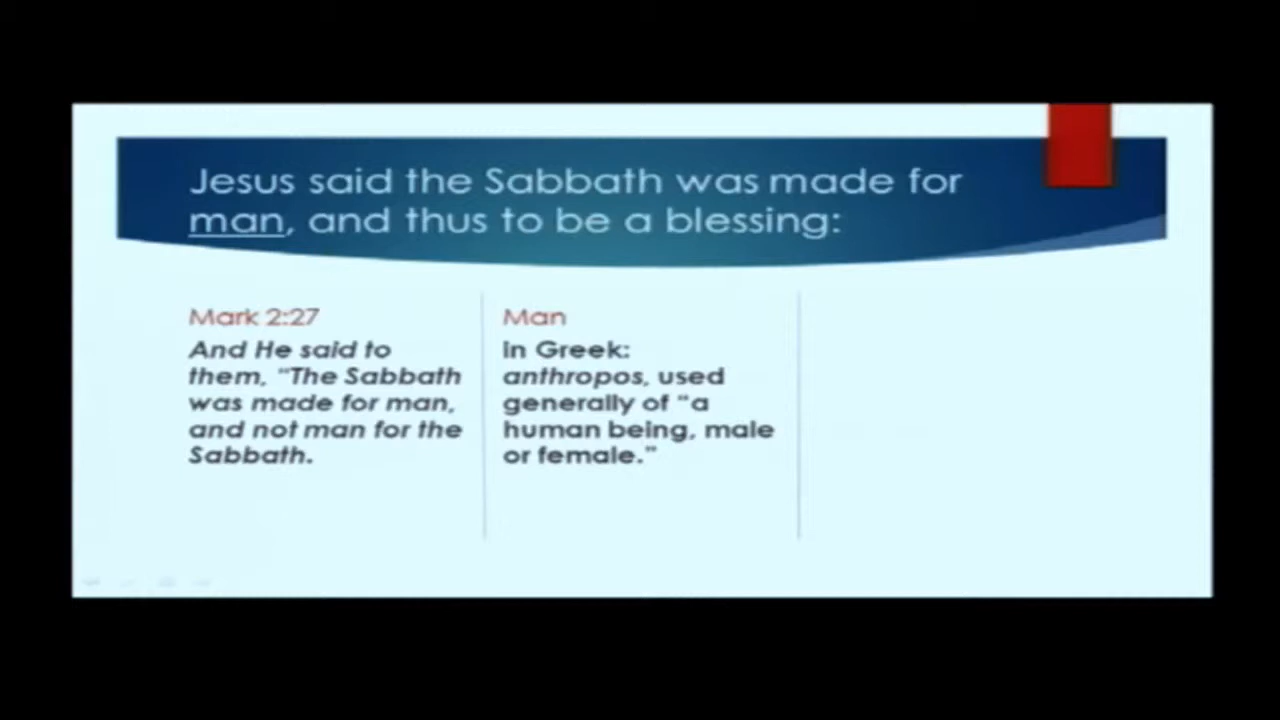 Jesus said the Sabbath was made for
man, and thus to be a blessing:
Mark 2:27
And He said to
them, “The Sabbath
was made for man,
and not man for the
Sabbath.
Man
in Greek:
anthropos, used
generally of “a
human being, male
or female.”